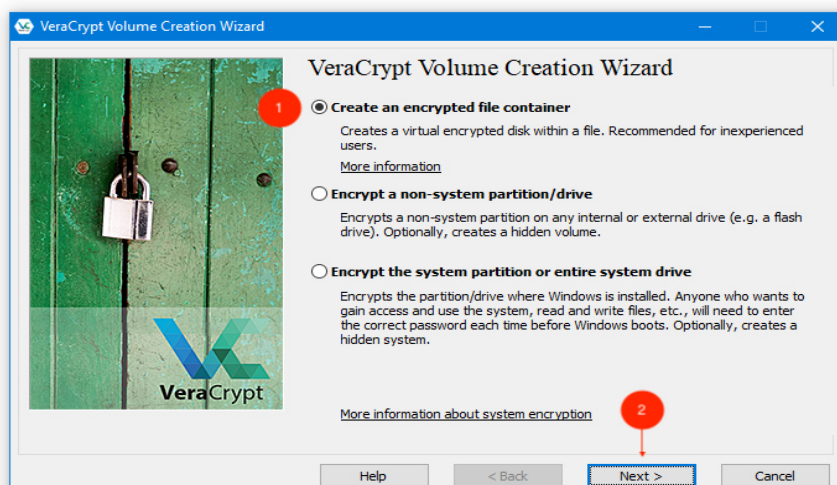 VeraCrypt Volume Creation Wizard
VeraCrypt Volume Creation Wizard
1
Create an encrypted file container
Creates a virtual encrypted disk within a file. Recommended for inexperienced
users.
More information
Encrypt a non-system partition/drive
Encrypts a non-system partition on any internal or external drive (e.g. a flash
drive). Optionally, creates a hidden volume.
Encrypt the system partition or entire system drive
Encrypts the partition/drive where Windows is installed. Anyone who wants to
gain access and use the system, read and write files, etc., will need to enter
the correct password each time before Windows boots. Optionally, creates a
hidden system.
VeraCrypt
More information about system encryption
2
Help
< Back
Next >
Cancel